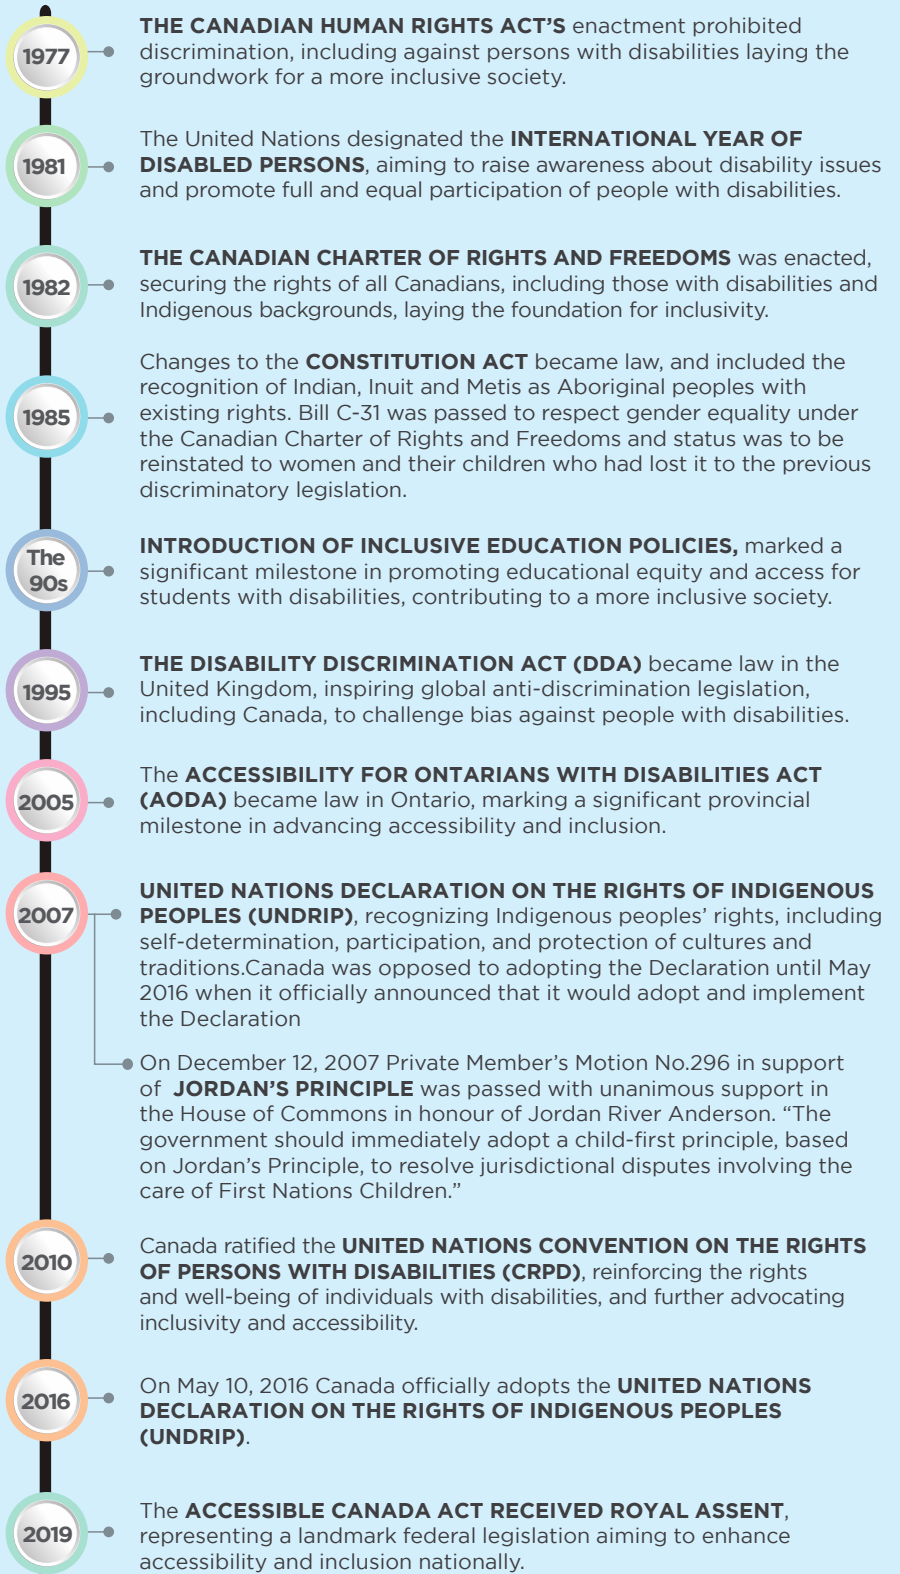 1977
THE CANADIAN HUMAN RIGHTS ACT’S enactment prohibited
discrimination, including against persons with disabilities laying the
groundwork for a more inclusive society.
1981
The United Nations designated the INTERNATIONAL YEAR OF
DISABLED PERSONS, aiming to raise awareness about disability issues
and promote full and equal participation of people with disabilities.
1982
THE CANADIAN CHARTER OF RIGHTS AND FREEDOMS was enacted,
securing the rights of all Canadians, including those with disabilities and
Indigenous backgrounds, laying the foundation for inclusivity.
1985
Changes to the CONSTITUTION ACT became law, and included the
recognition of Indian, Inuit and Metis as Aboriginal peoples with
existing rights. Bill C-31 was passed to respect gender equality under
the Canadian Charter of Rights and Freedoms and status was to be
reinstated to women and their children who had lost it to the previous
discriminatory legislation.
The
90s
INTRODUCTION OF INCLUSIVE EDUCATION POLICIES, marked a
significant milestone in promoting educational equity and access for
students with disabilities, contributing to a more inclusive society.
1995
THE DISABILITY DISCRIMINATION ACT (DDA) became law in the
United Kingdom, inspiring global anti-discrimination legislation,
including Canada, to challenge bias against people with disabilities.
2005
The ACCESSIBILITY FOR ONTARIANS WITH DISABILITIES ACT
(AODA) became law in Ontario, marking a significant provincial
milestone in advancing accessibility and inclusion.
2007
UNITED NATIONS DECLARATION ON THE RIGHTS OF INDIGENOUS
PEOPLES (UNDRIP), recognizing Indigenous peoples’ rights, including
self-determination, participation, and protection of cultures and
traditions.Canada was opposed to adopting the Declaration until May
2016 when it officially announced that it would adopt and implement
the Declaration
On December 12, 2007 Private Member’s Motion No.296 in support
of JORDAN’S PRINCIPLE was passed with unanimous support in
the House of Commons in honour of Jordan River Anderson. “The
government should immediately adopt a child-first principle, based
on Jordan’s Principle, to resolve jurisdictional disputes involving the
care of First Nations Children.”
2010
Canada ratified the UNITED NATIONS CONVENTION ON THE RIGHTS
OF PERSONS WITH DISABILITIES (CRPD), reinforcing the rights
and well-being of individuals with disabilities, and further advocating
inclusivity and accessibility.
2016
On May 10, 2016 Canada officially adopts the UNITED NATIONS
DECLARATION ON THE RIGHTS OF INDIGENOUS PEOPLES
(UNDRIP).
2019
The ACCESSIBLE CANADA ACT RECEIVED ROYAL ASSENT,
representing a landmark federal legislation aiming to enhance
accessibility and inclusion nationally.